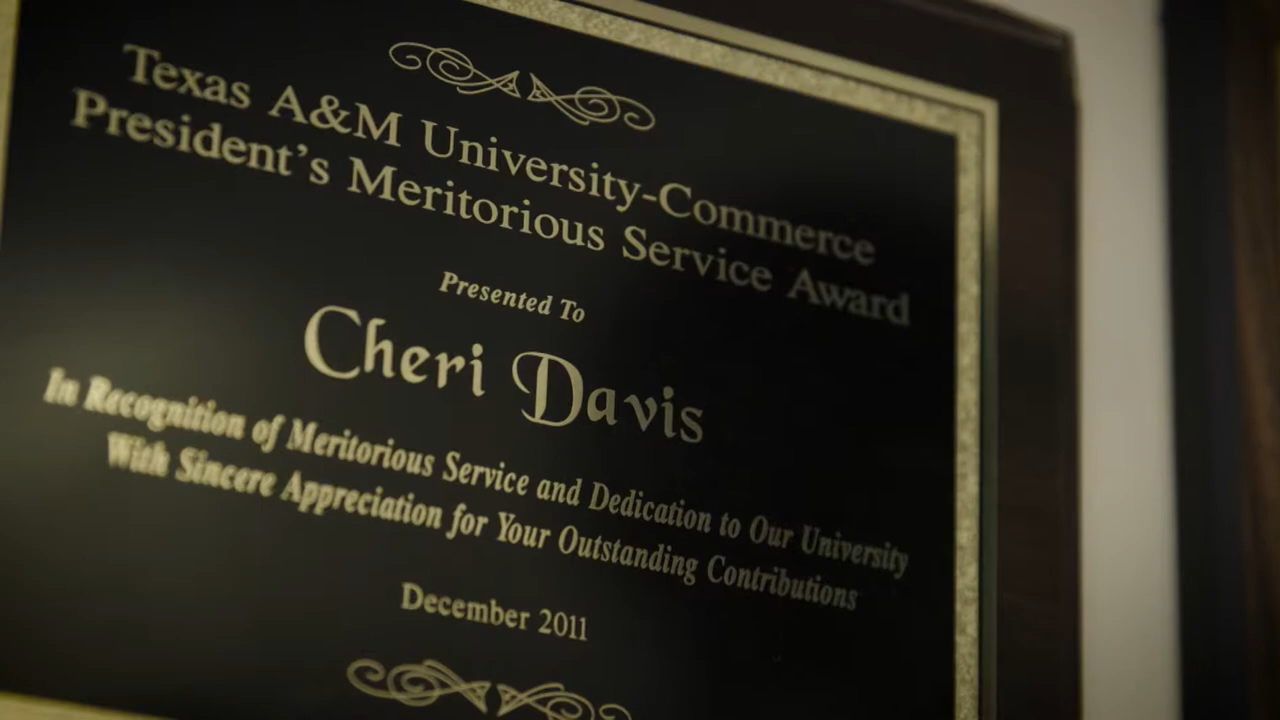 Texas A&M University-Commerce
President's Meritorious Service Award
Presented To
Cheri Davis
In Recognition of Meritorious Service and Dedication to Our University
With Sincere Appreciation for Your Outstanding Contributions
December 2011